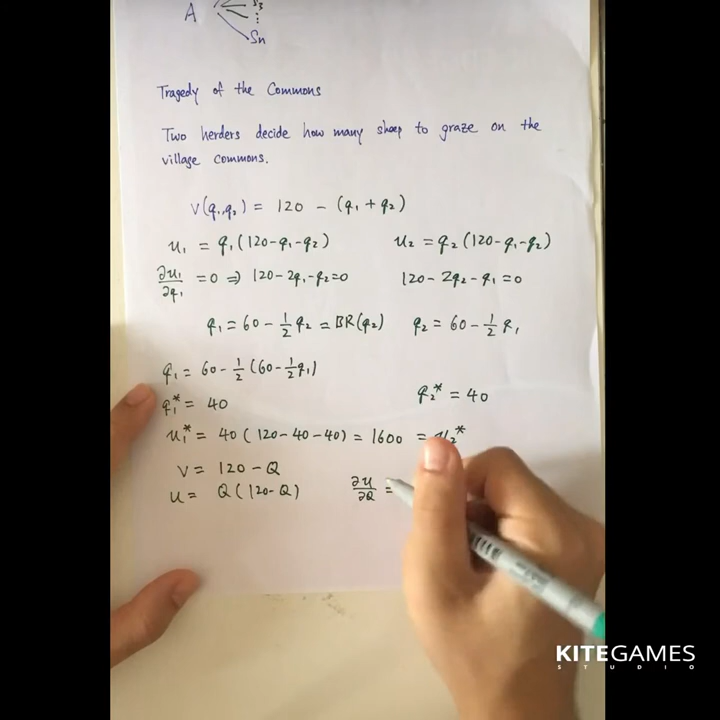 A
S3
⋮
Sn
Tragedy of the Commons
Two herders decide how many sheep to graze on the
village commons.
V(q₁,q₂) = 120 - (q₁ + q₂)
u₁ = q₁(120-q₁-q₂) u₂ = q₂(120-q₁-q₂)
∂u₁/∂q₁ = 0 ⇒ 120-2q₁-q₂=0 120-2q₂-q₁=0
q₁ = 60 - 1/2 q₂ = BR(q₂) q₂ = 60 - 1/2 q₁
q₁ = 60 - 1/2 (60 - 1/2 q₁)
q₁* = 40 q₂* = 40
u₁* = 40(120-40-40) = 1600 = u₂*
V = 120 - Q
u = Q(120-Q) ∂u/∂Q =
KITEGAMES
STUDIO